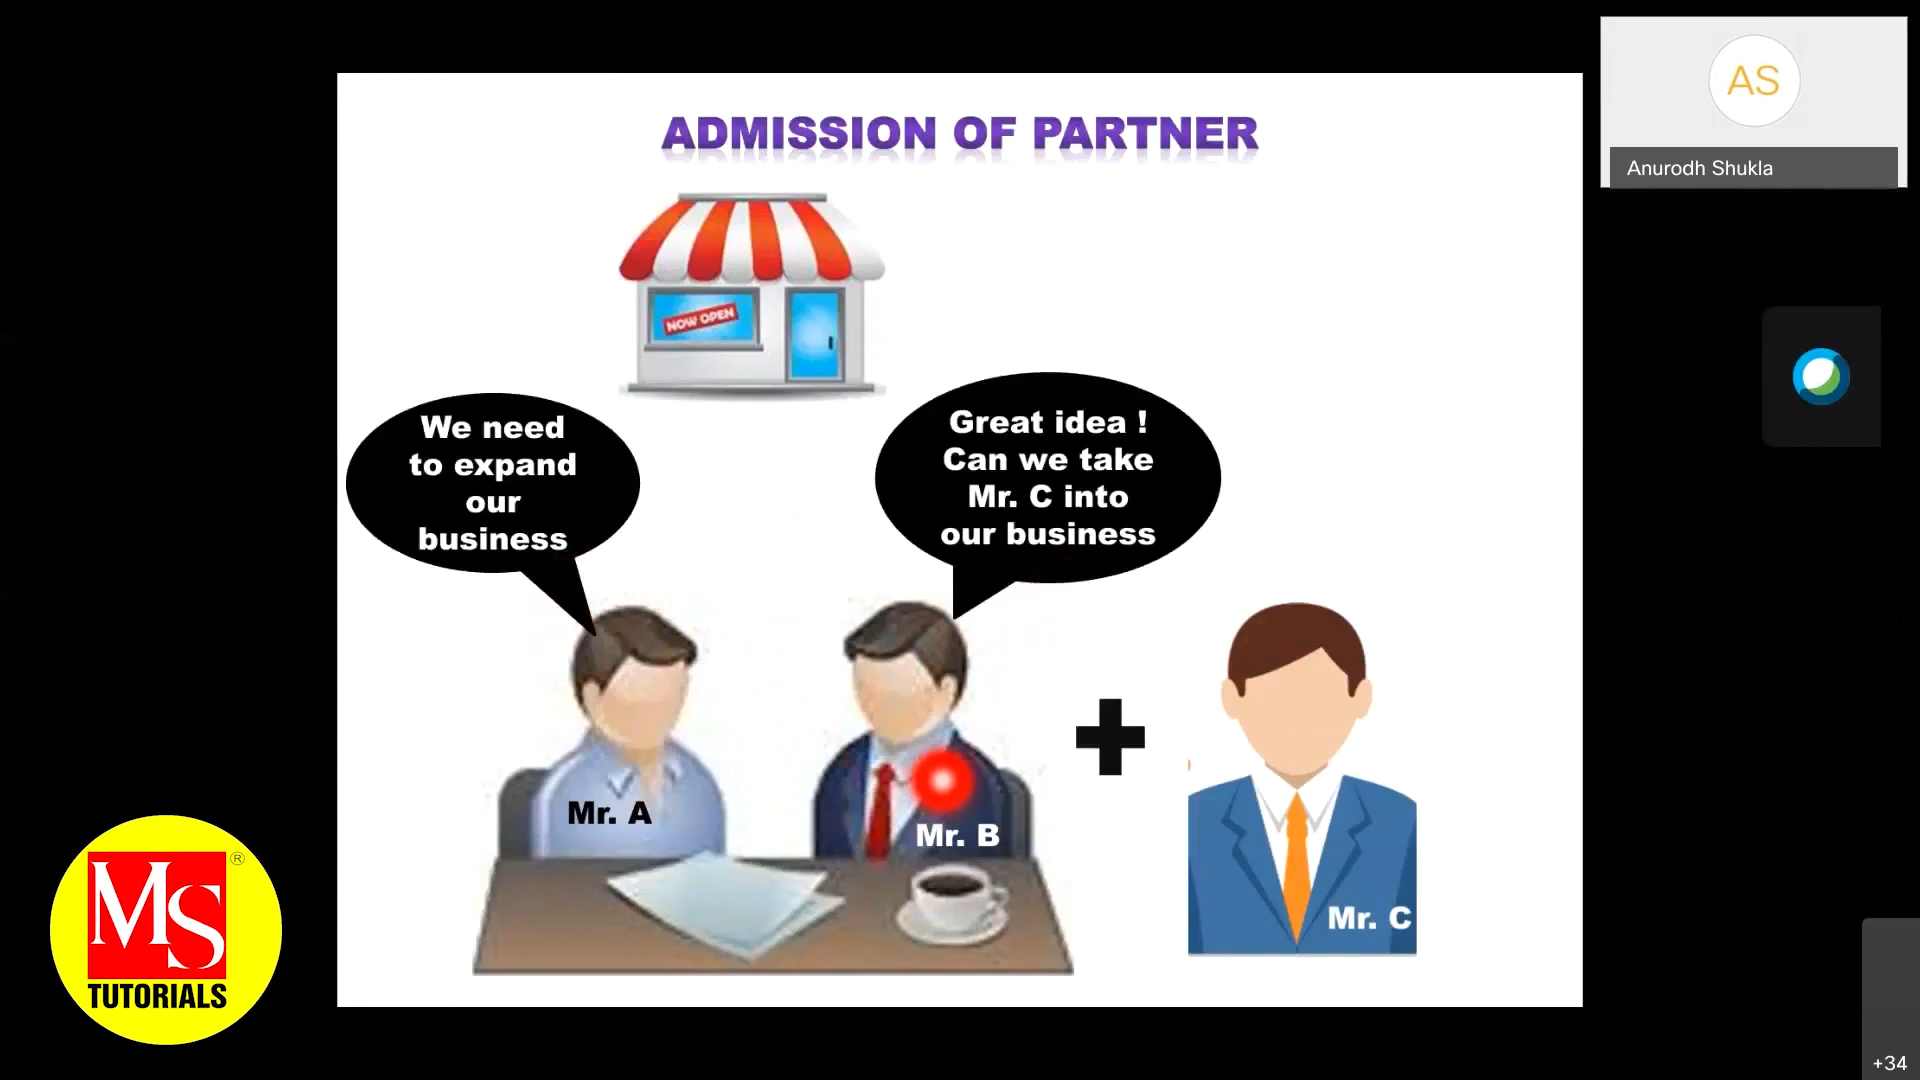 ADMISSION OF PARTNER
AS
Anurodh Shukla
NOW OPEN
We need
to expand
our
business
Great idea !
Can we take
Mr. C into
our business
Mr. A
Mr. B
Mr. C
MS
®
TUTORIALS
+34